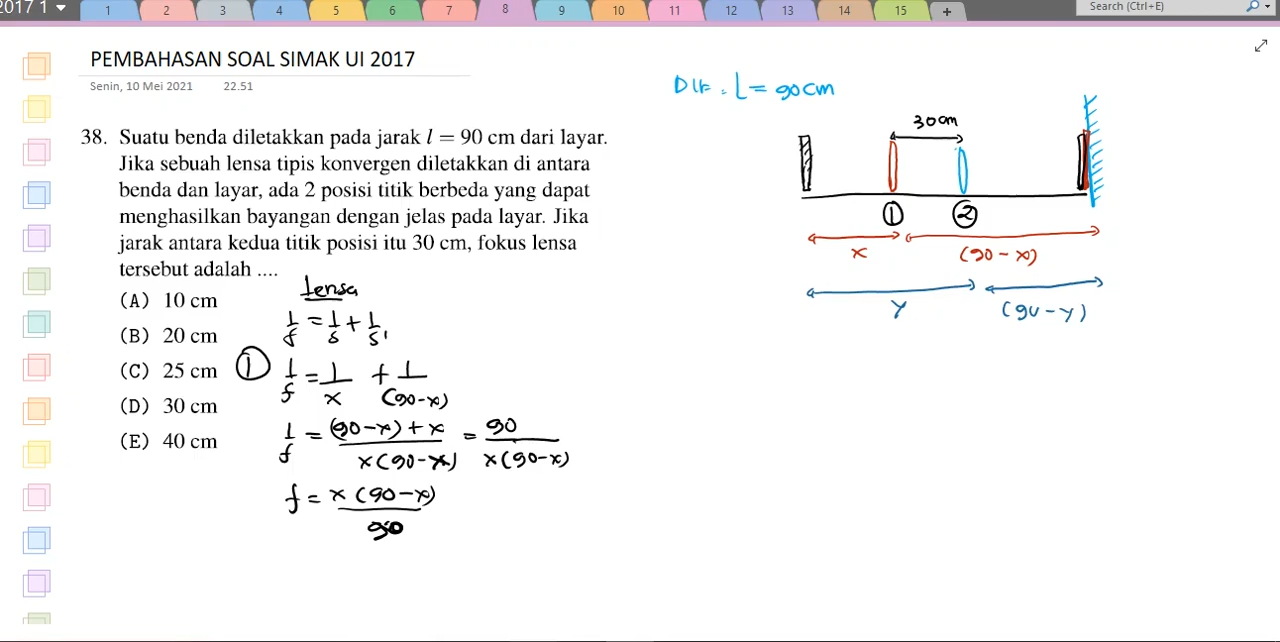 2017 1
1 2 3 4 5 6 7 8 9 10 11 12 13 14 15 +
Search (Ctrl+E)
PEMBAHASAN SOAL SIMAK UI 2017
Senin, 10 Mei 2021 22.51
38. Suatu benda diletakkan pada jarak l = 90 cm dari layar.
Jika sebuah lensa tipis konvergen diletakkan di antara
benda dan layar, ada 2 posisi titik berbeda yang dapat
menghasilkan bayangan dengan jelas pada layar. Jika
jarak antara kedua titik posisi itu 30 cm, fokus lensa
tersebut adalah ....
(A) 10 cm
(B) 20 cm
(C) 25 cm
(D) 30 cm
(E) 40 cm
Lensa
1/f = 1/s + 1/s'
① 1/f = 1/x + 1/(90-x)
1/f = (90-x)+x / x(90-x) = 90 / x(90-x)
f = x(90-x) / 90
Dik : l = 90 cm
30 cm
① ②
x (90-x)
y (90-y)